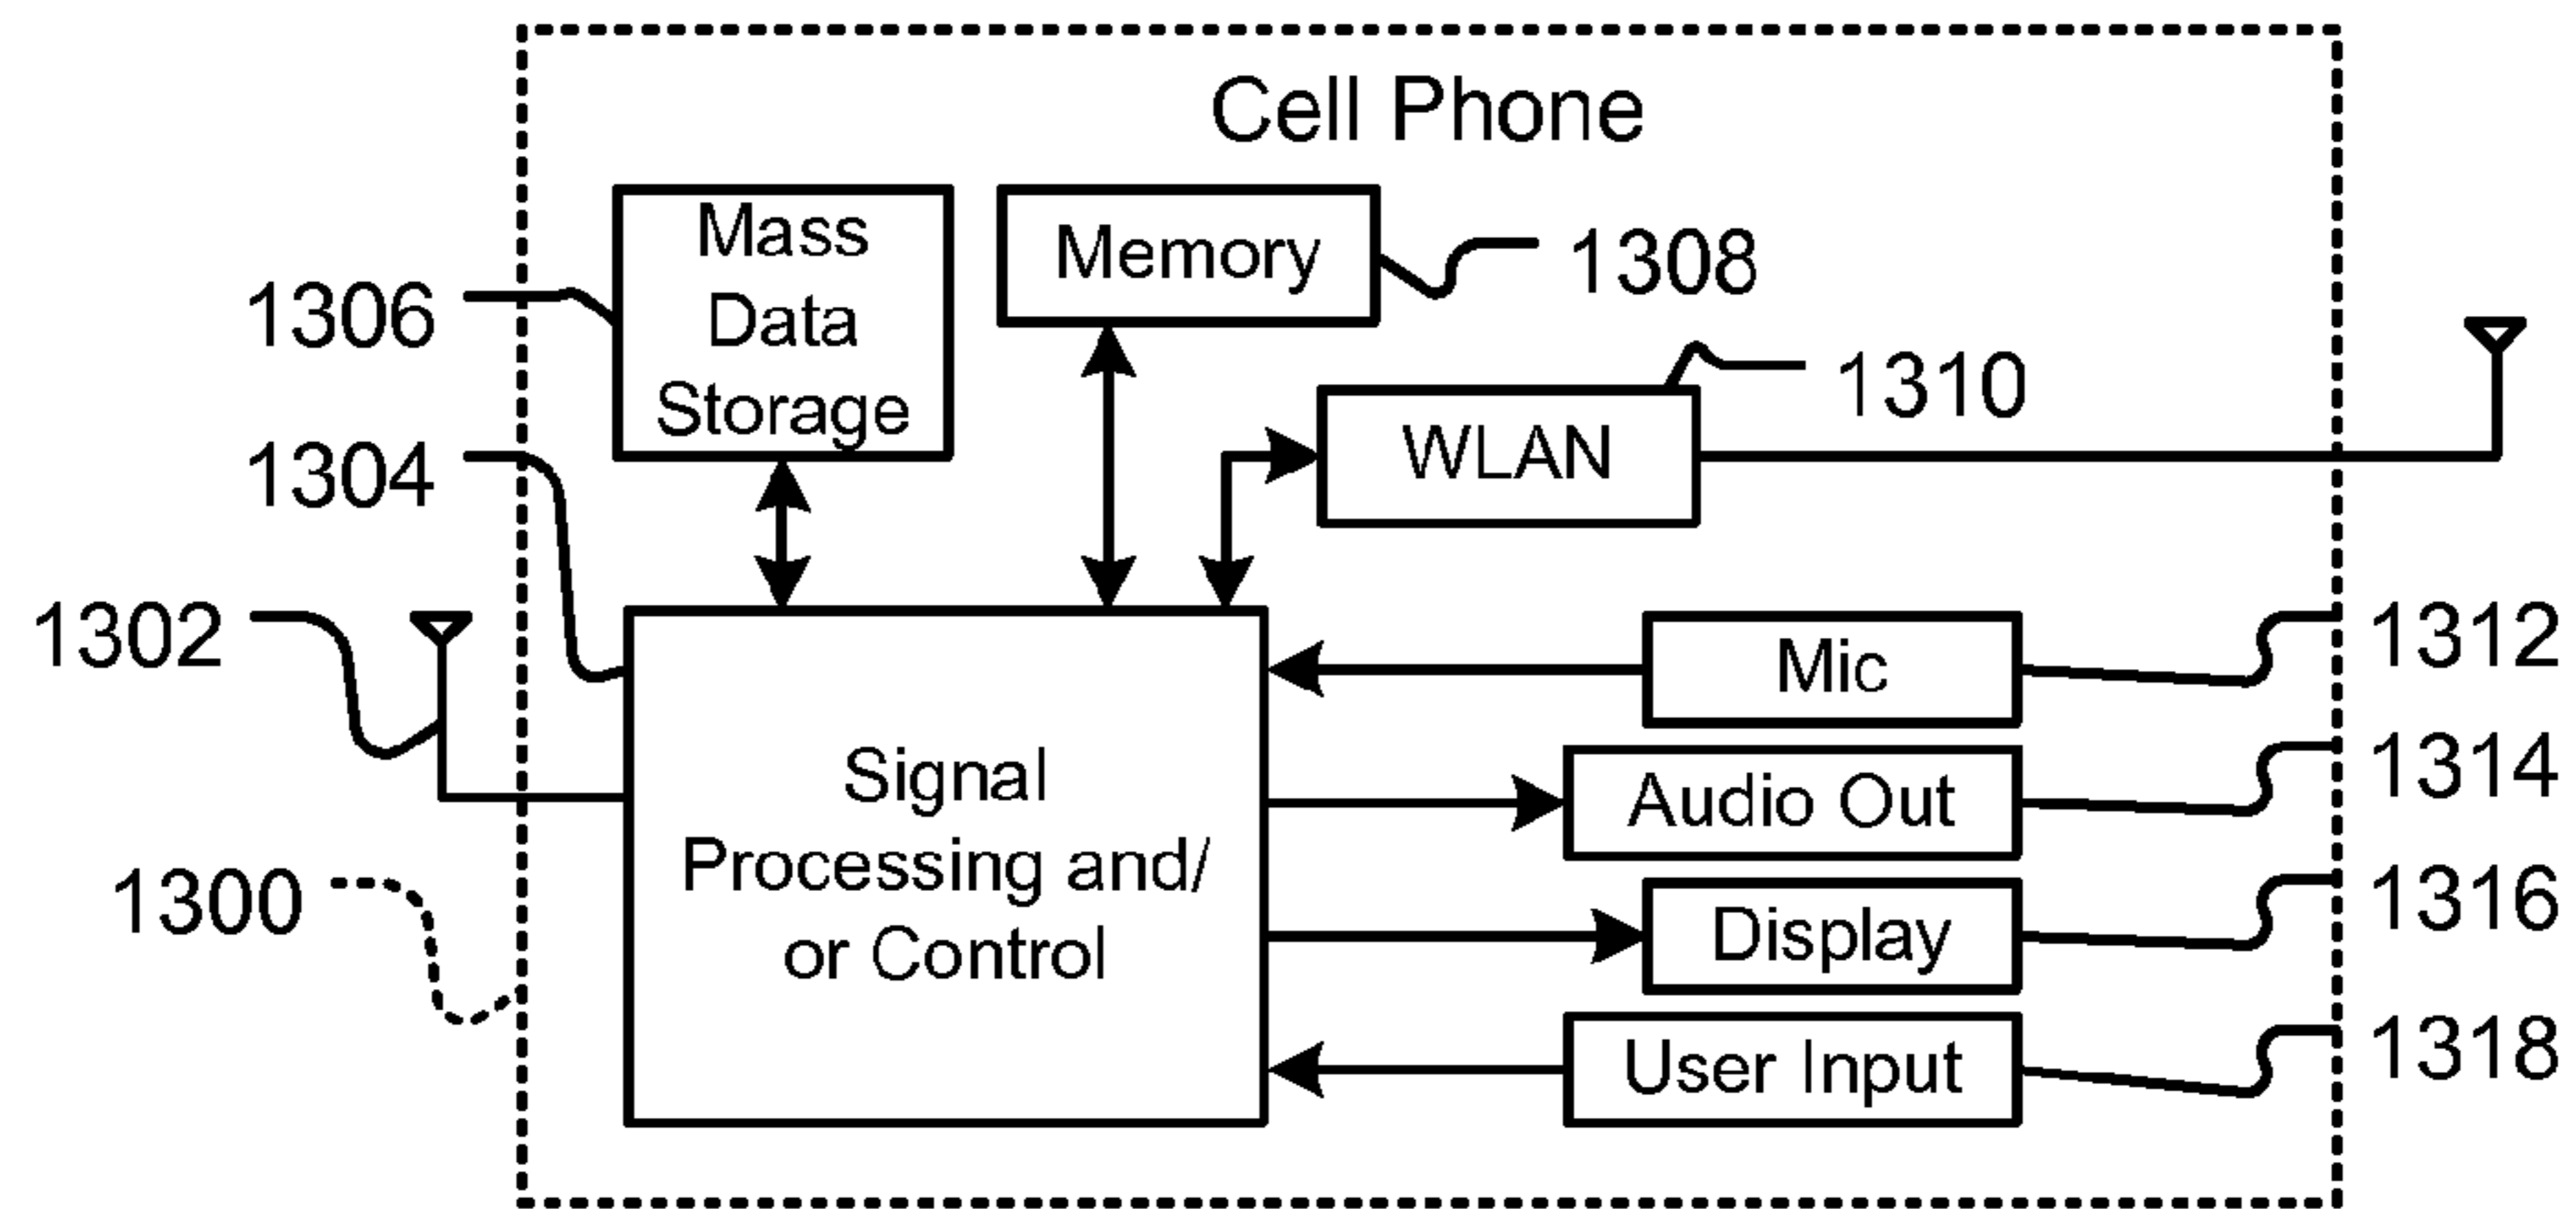 Cell Phone
Mass
Data
Storage
Memory
1308
1306
1310
WLAN
1304
1302
Mic
1312
Signal
Processing and/
or Control
Audio Out
1314
1300
Display
1316
User Input
1318